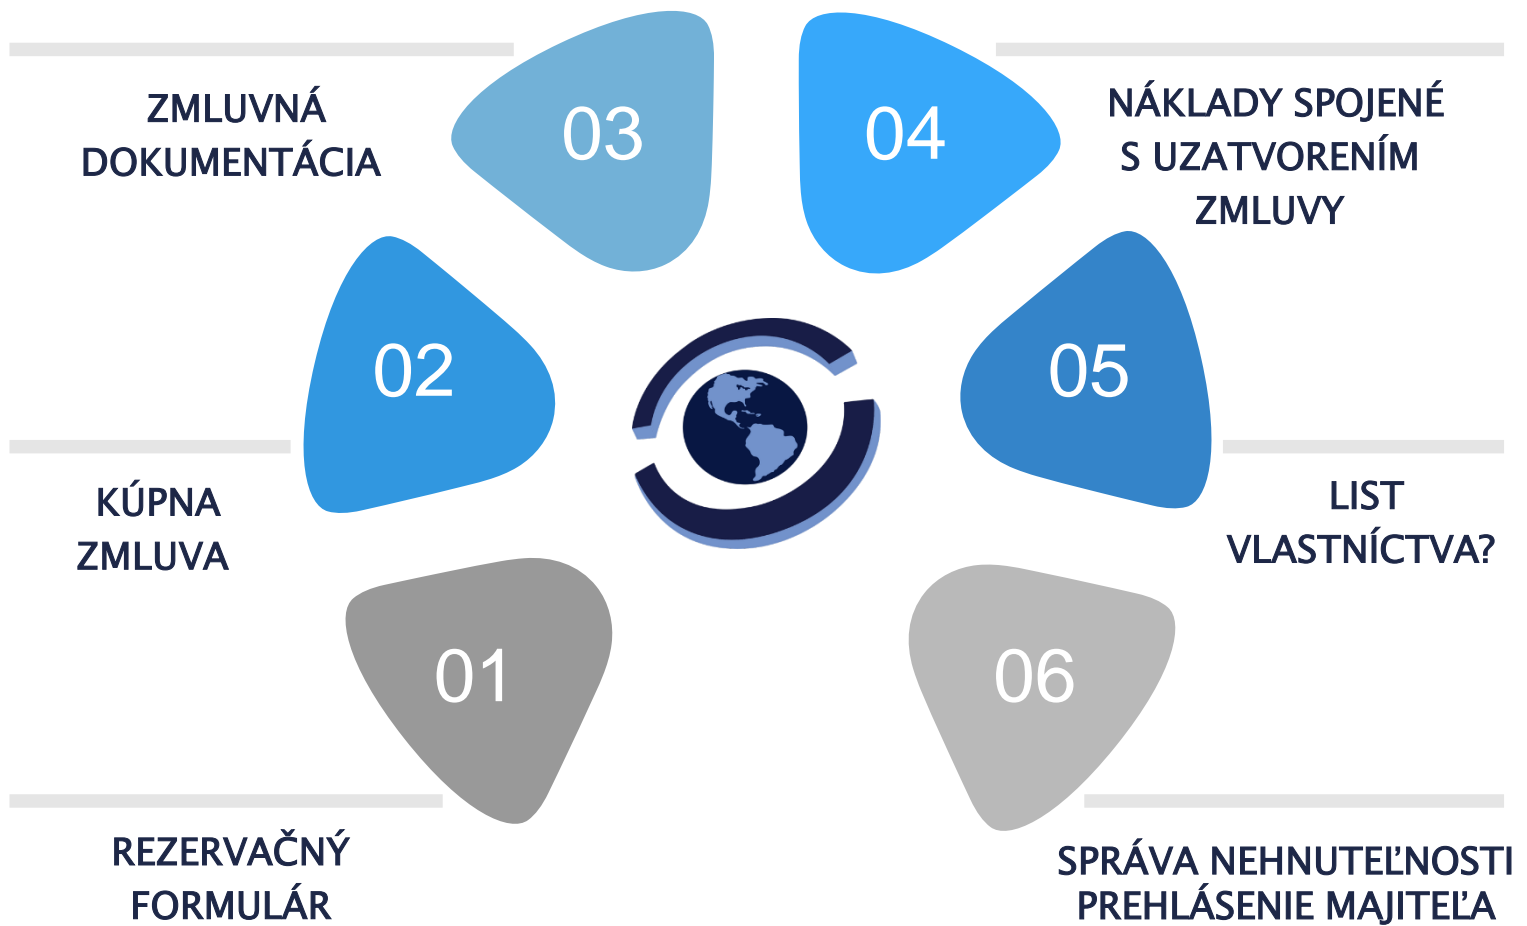 03
ZMLUVNÁ
DOKUMENTÁCIA
04
NÁKLADY SPOJENÉ
S UZATVORENÍM
ZMLUVY
02
KÚPNA
ZMLUVA
05
LIST
VLASTNÍCTVA?
01
REZERVAČNÝ
FORMULÁR
06
SPRÁVA NEHNUTEĽNOSTI
PREHLÁSENIE MAJITEĽA